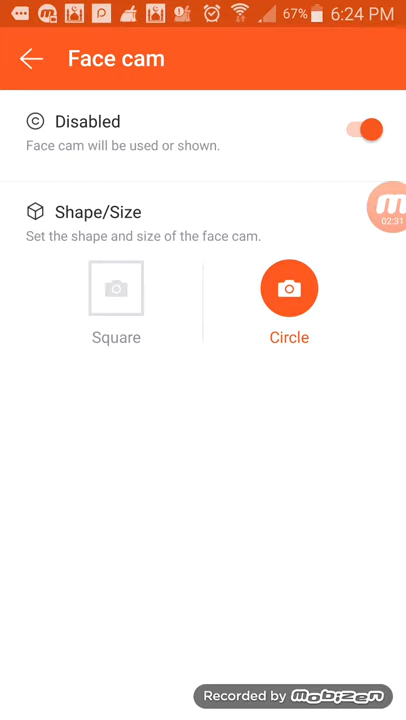 67% 6:24 PM
Face cam
© Disabled
Face cam will be used or shown.
Shape/Size
Set the shape and size of the face cam.
02:31
Square
Circle
Recorded by mobizen